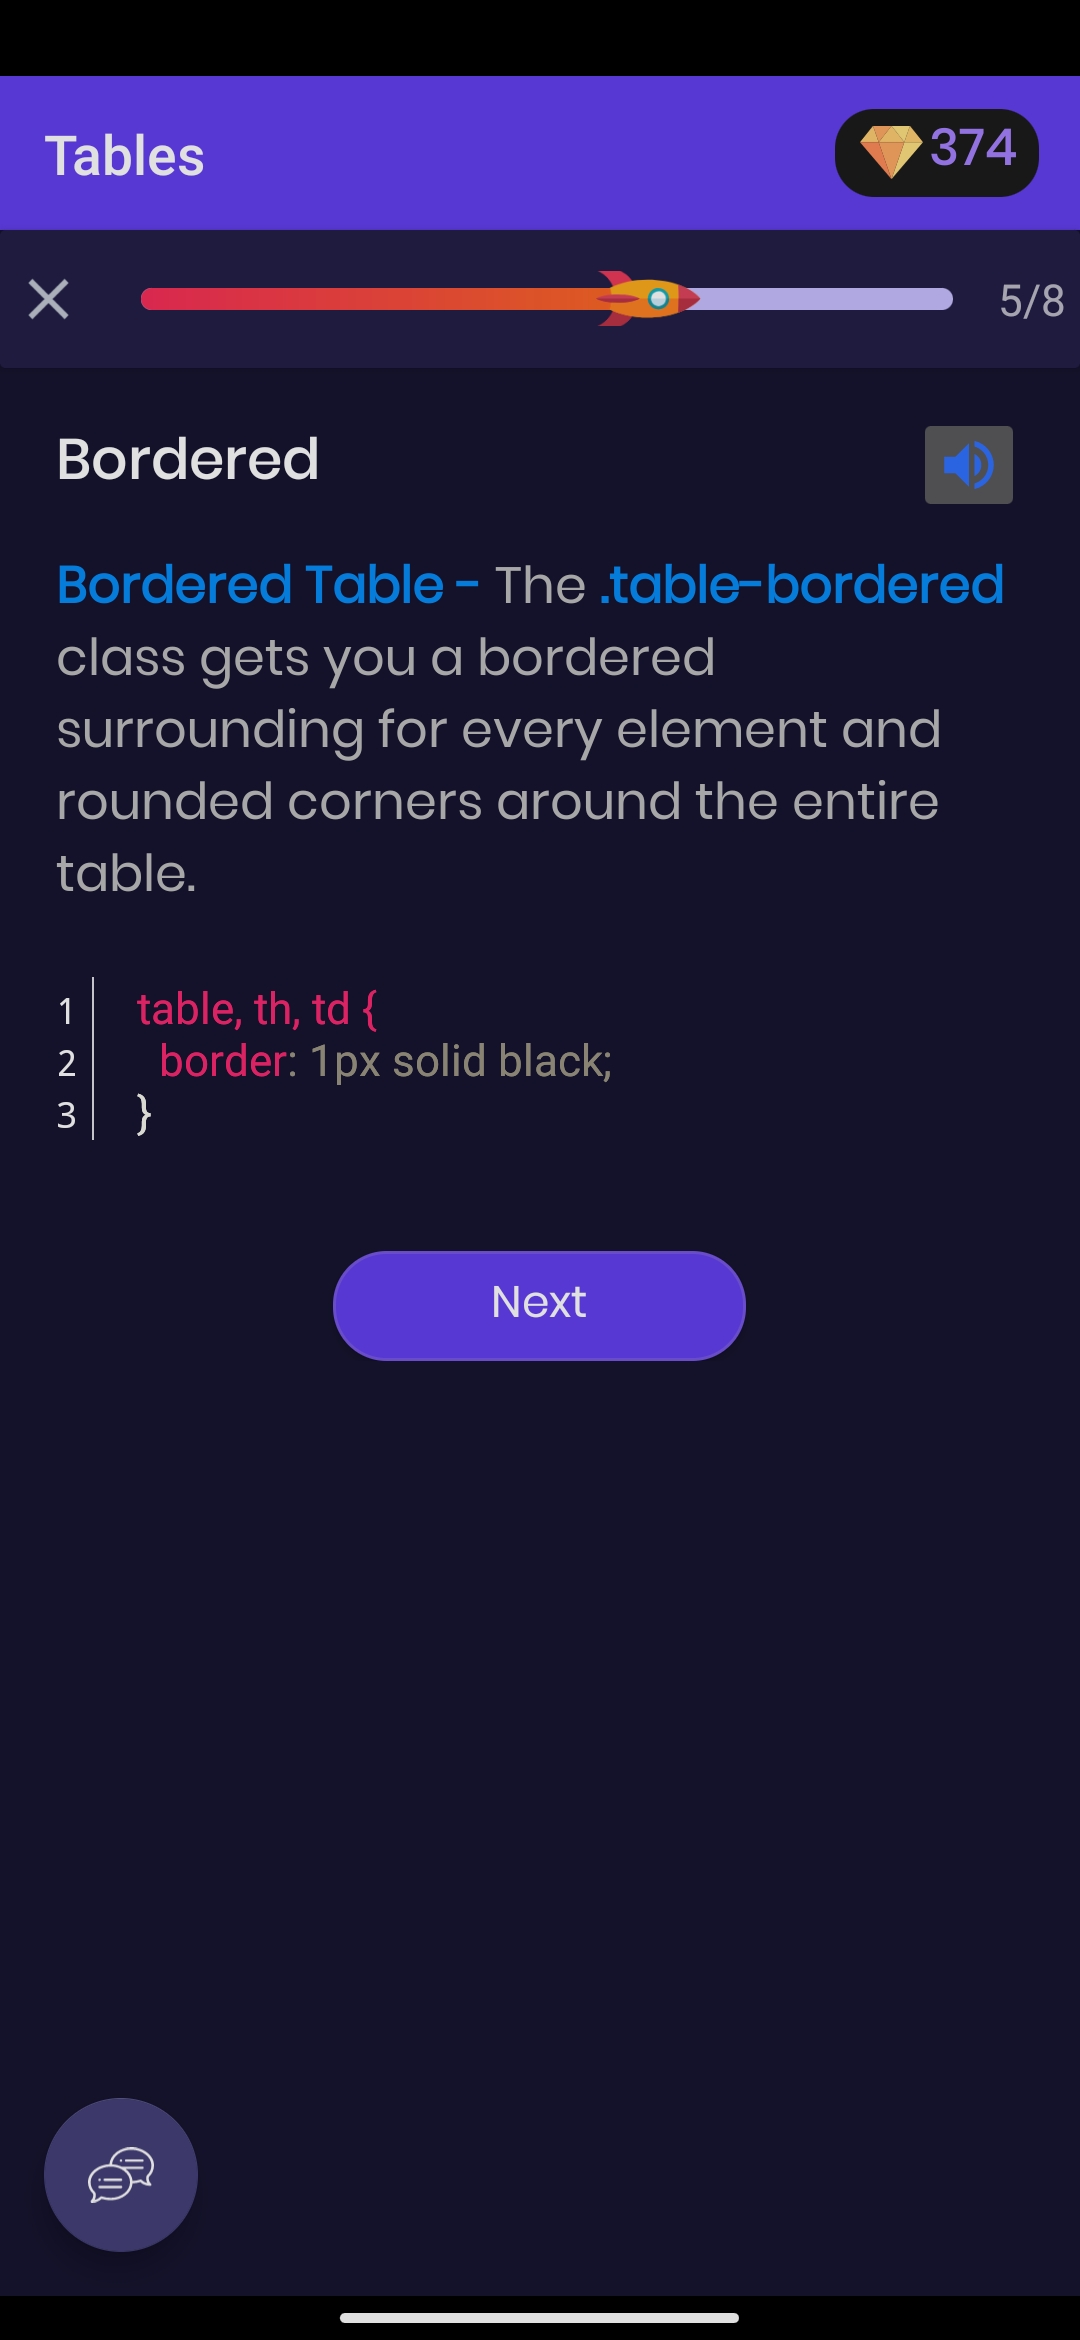 Tables
374
5/8
Bordered
Bordered Table - The .table-bordered
class gets you a bordered
surrounding for every element and
rounded corners around the entire
table.
1 table, th, td {
2 border: 1px solid black;
3 }
Next